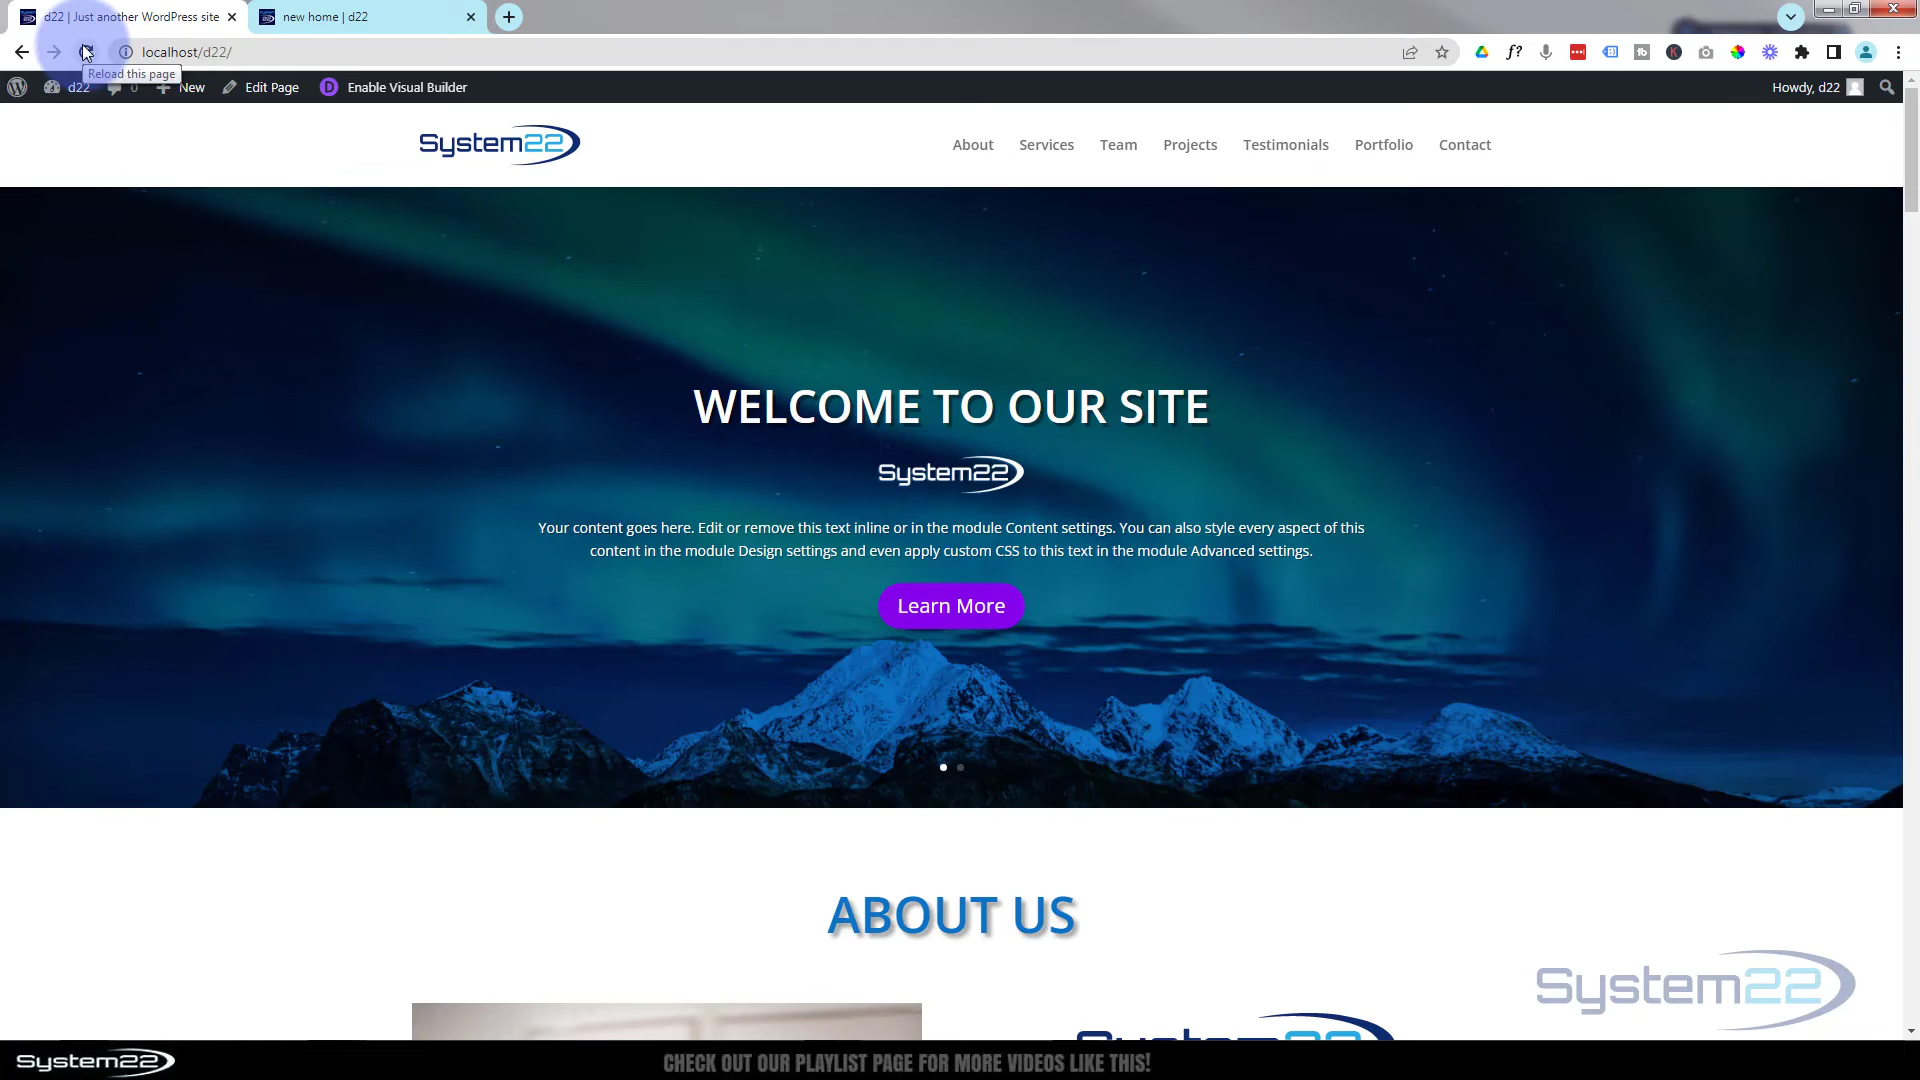 d22 | Just another WordPress site
new home | d22
localhost/d22/
Reload this page
d22 0 New Edit Page Enable Visual Builder Howdy, d22
System22
About Services Team Projects Testimonials Portfolio Contact
WELCOME TO OUR SITE
System22
Your content goes here. Edit or remove this text inline or in the module Content settings. You can also style every aspect of this
content in the module Design settings and even apply custom CSS to this text in the module Advanced settings.
Learn More
ABOUT US
System22
System22
System22
CHECK OUT OUR PLAYLIST PAGE FOR MORE VIDEOS LIKE THIS!